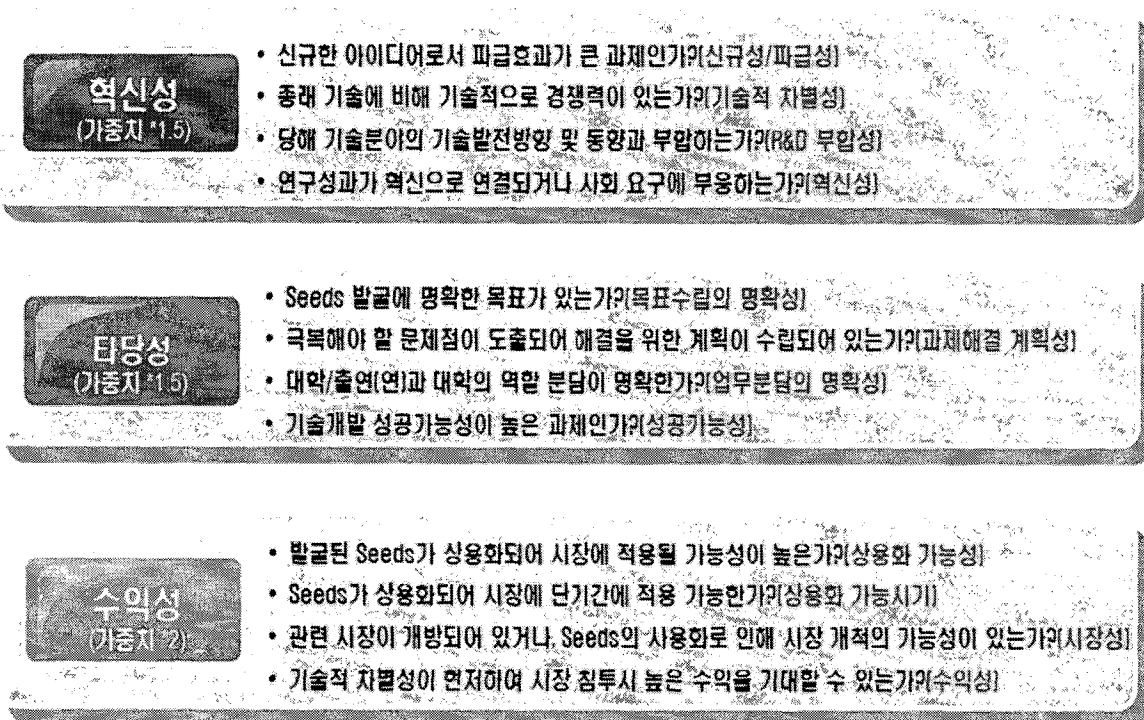 혁신성
(가중치 *1.5)
• 신규한 아이디어로서 파급효과가 큰 과제인가?(신규성/파급성)
• 종래 기술에 비해 기술적으로 경쟁력이 있는가?(기술적 차별성)
• 당해 기술분야의 기술발전방향 및 동향과 부합하는가?(R&D 부합성)
• 연구성과가 혁신으로 연결되거나 사회 요구에 부응하는가?(혁신성)
타당성
(가중치 *1.5)
• Seeds 발굴에 명확한 목표가 있는가?(목표수립의 명확성)
• 극복해야 할 문제점이 도출되어 해결을 위한 계획이 수립되어 있는가?(과제해결 계획성)
• 대학/출연(연)과 대학의 역할 분담이 명확한가?(업무분담의 명확성)
• 기술개발 성공가능성이 높은 과제인가?(성공가능성)
수익성
(가중치 *2)
• 발굴된 Seeds가 상용화되어 시장에 적용될 가능성이 높은가?(상용화 가능성)
• Seeds가 상용화되어 시장에 단기간에 적용 가능한가?(상용화 가능시기)
• 관련 시장이 개방되어 있거나, Seeds의 사용화로 인해 시장 개척의 가능성이 있는가?(시장성)
• 기술적 차별성이 현저하여 시장 침투시 높은 수익을 기대할 수 있는가?(수익성)